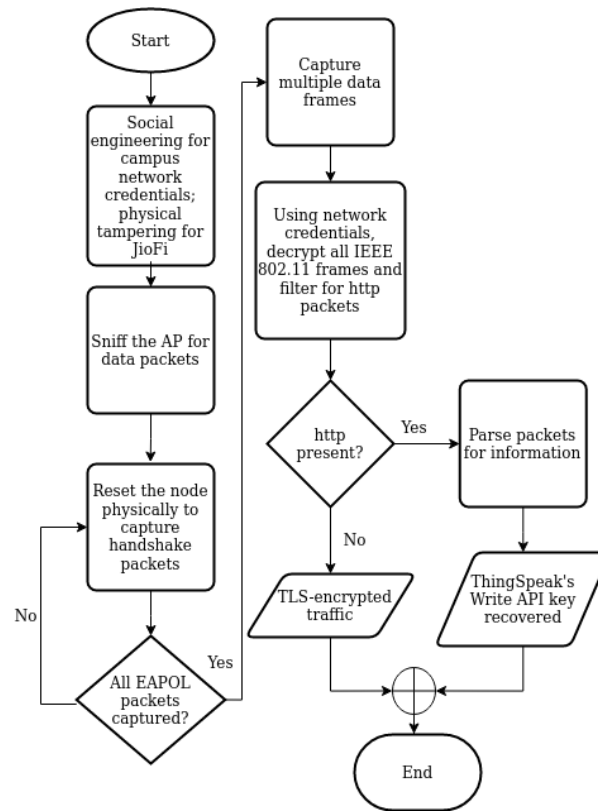 Start
Social
engineering for
campus
network
credentials;
physical
tampering for
JioFi
Sniff the AP for
data packets
Reset the node
physically to
capture
handshake
packets
No
All EAPOL
packets
captured?
Yes
Capture
multiple data
frames
Using network
credentials,
decrypt all IEEE
802.11 frames and
filter for http
packets
http
present?
Yes
Parse packets
for information
No
TLS-encrypted
traffic
ThingSpeak's
Write API key
recovered
End